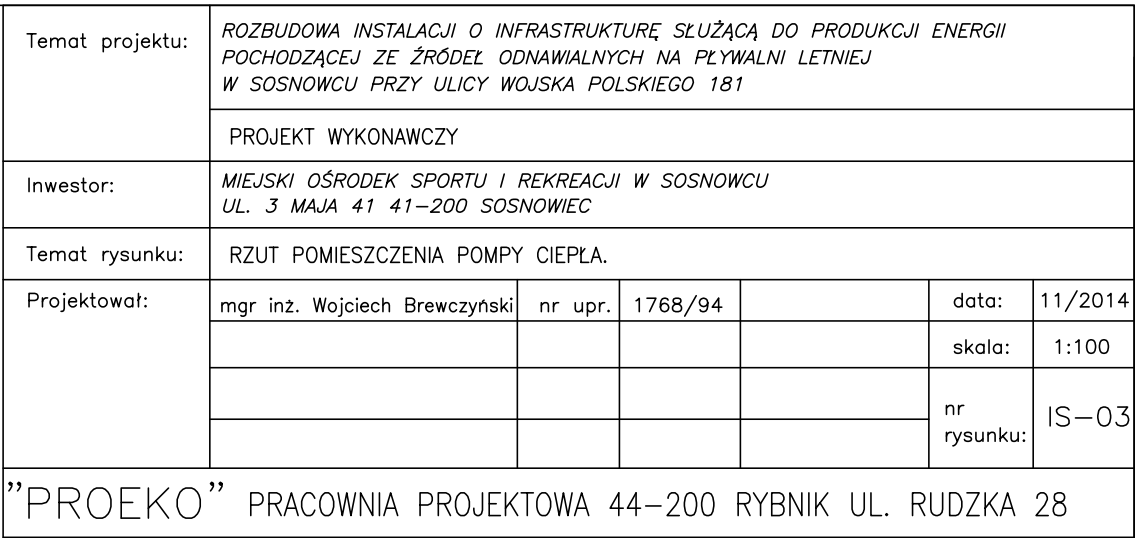 Temat projektu:
ROZBUDOWA INSTALACJI O INFRASTRUKTURĘ SŁUŻĄCĄ DO PRODUKCJI ENERGII
POCHODZĄCEJ ZE ŹRÓDEŁ ODNAWIALNYCH NA PŁYWALNI LETNIEJ
W SOSNOWCU PRZY ULICY WOJSKA POLSKIEGO 181
PROJEKT WYKONAWCZY
Inwestor:
MIEJSKI OŚRODEK SPORTU I REKREACJI W SOSNOWCU
UL. 3 MAJA 41 41-200 SOSNOWIEC
Temat rysunku:
RZUT POMIESZCZENIA POMPY CIEPŁA.
Projektował:
mgr inż. Wojciech Brewczyński nr upr. 1768/94
data: 11/2014
skala: 1:100
nr
rysunku:
IS-03
"PROEKO" PRACOWNIA PROJEKTOWA 44-200 RYBNIK UL. RUDZKA 28